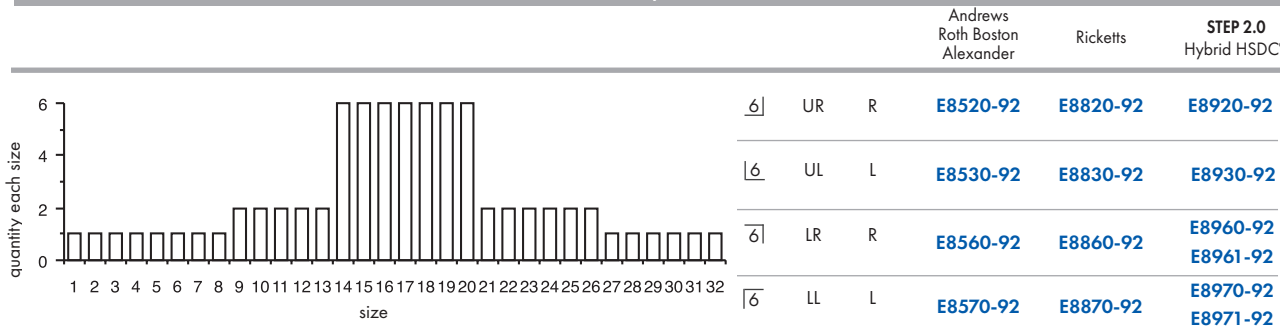 Andrews
Roth Boston
Alexander
Ricketts
STEP 2.0
Hybrid HSDC
quantity each size
6
4
2
0
1 2 3 4 5 6 7 8 9 10 11 12 13 14 15 16 17 18 19 20 21 22 23 24 25 26 27 28 29 30 31 32
size
6 UR R E8520-92 E8820-92 E8920-92
6 UL L E8530-92 E8830-92 E8930-92
6 LR R E8560-92 E8860-92 E8960-92
E8961-92
6 LL L E8570-92 E8870-92 E8970-92
E8971-92